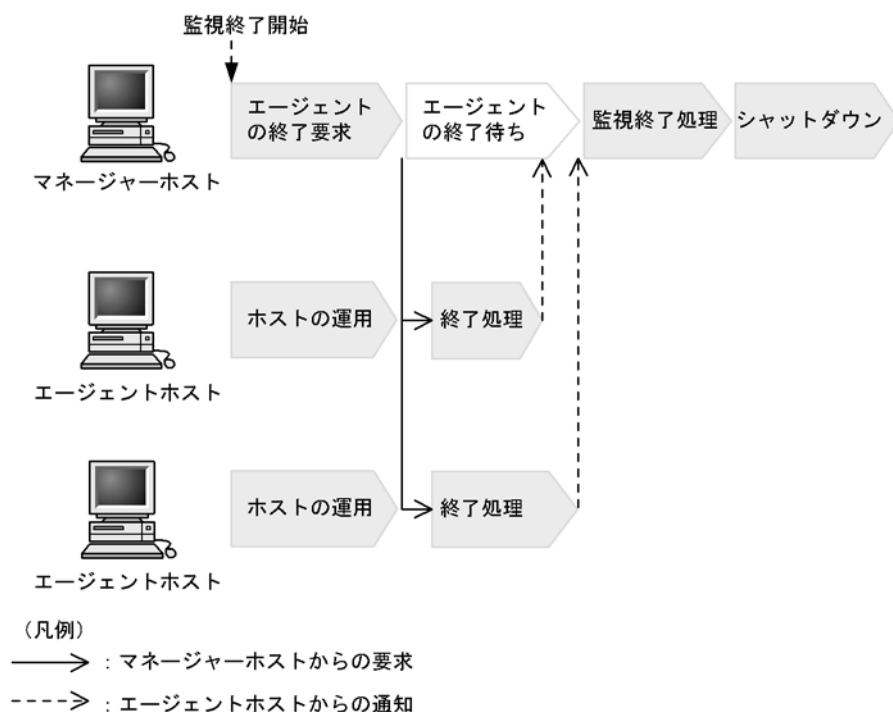 監視終了開始
エージェント
の終了要求
エージェント
の終了待ち
監視終了処理
シャットダウン
マネージャーホスト
ホストの運用
終了処理
エージェントホスト
ホストの運用
終了処理
エージェントホスト
（凡例）
：マネージャーホストからの要求
：エージェントホストからの通知